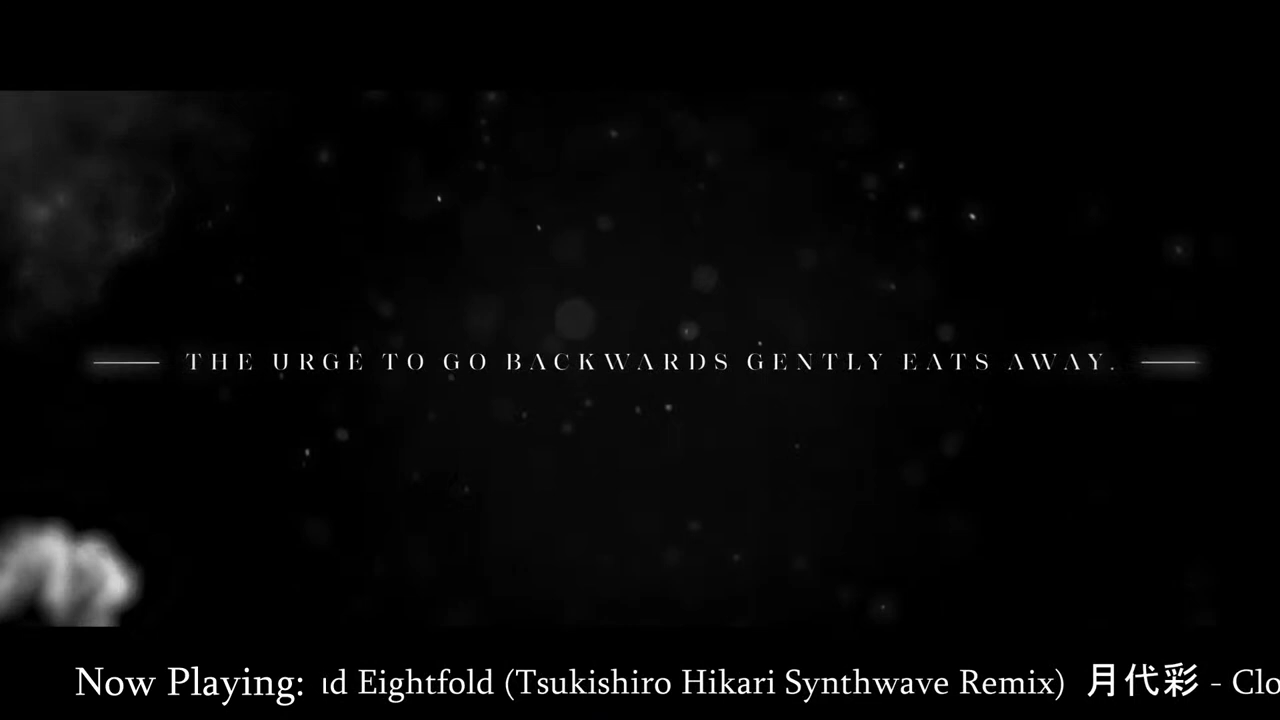 THE URGE TO GO BACKWARDS GENTLY EATS AWAY.
Now Playing: d Eightfold (Tsukishiro Hikari Synthwave Remix) 月代彩 - Clo